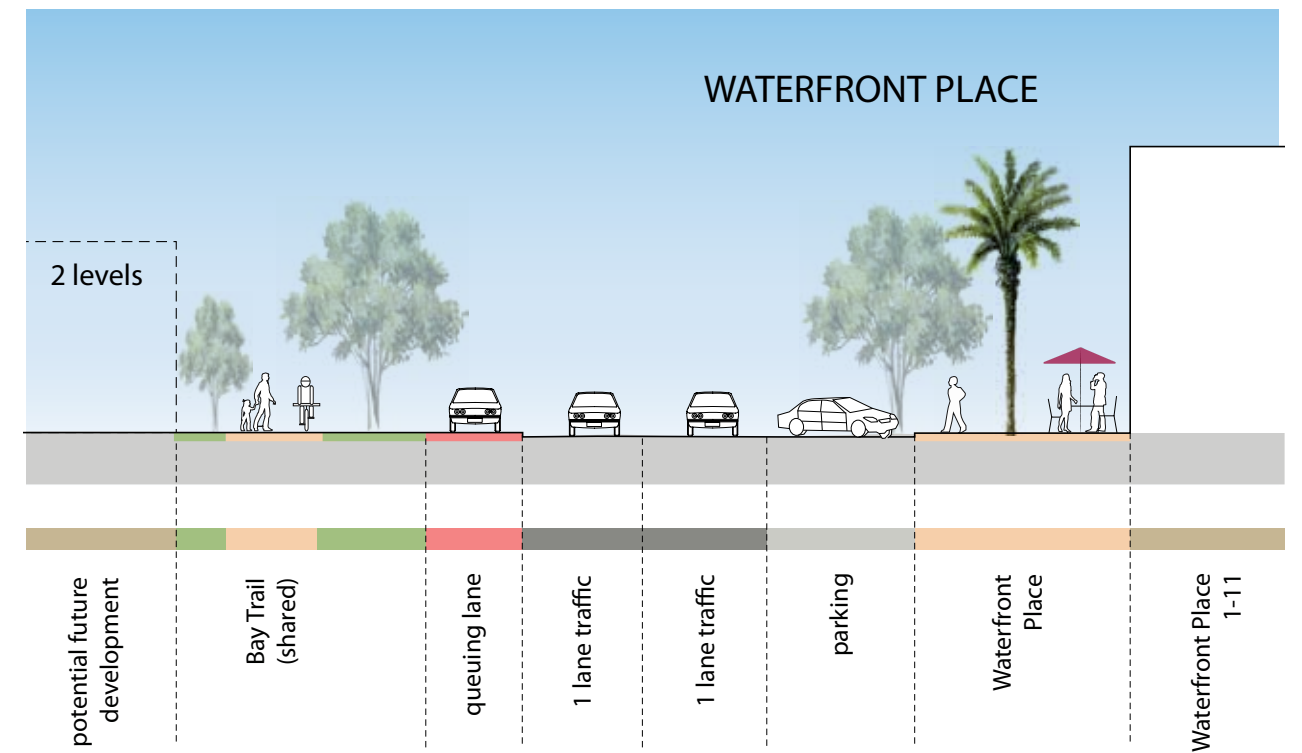 WATERFRONT PLACE
2 levels
potential future
development
Bay Trail
(shared)
queuing lane
1 lane traffic
1 lane traffic
parking
Waterfront
Place
Waterfront Place
1-11